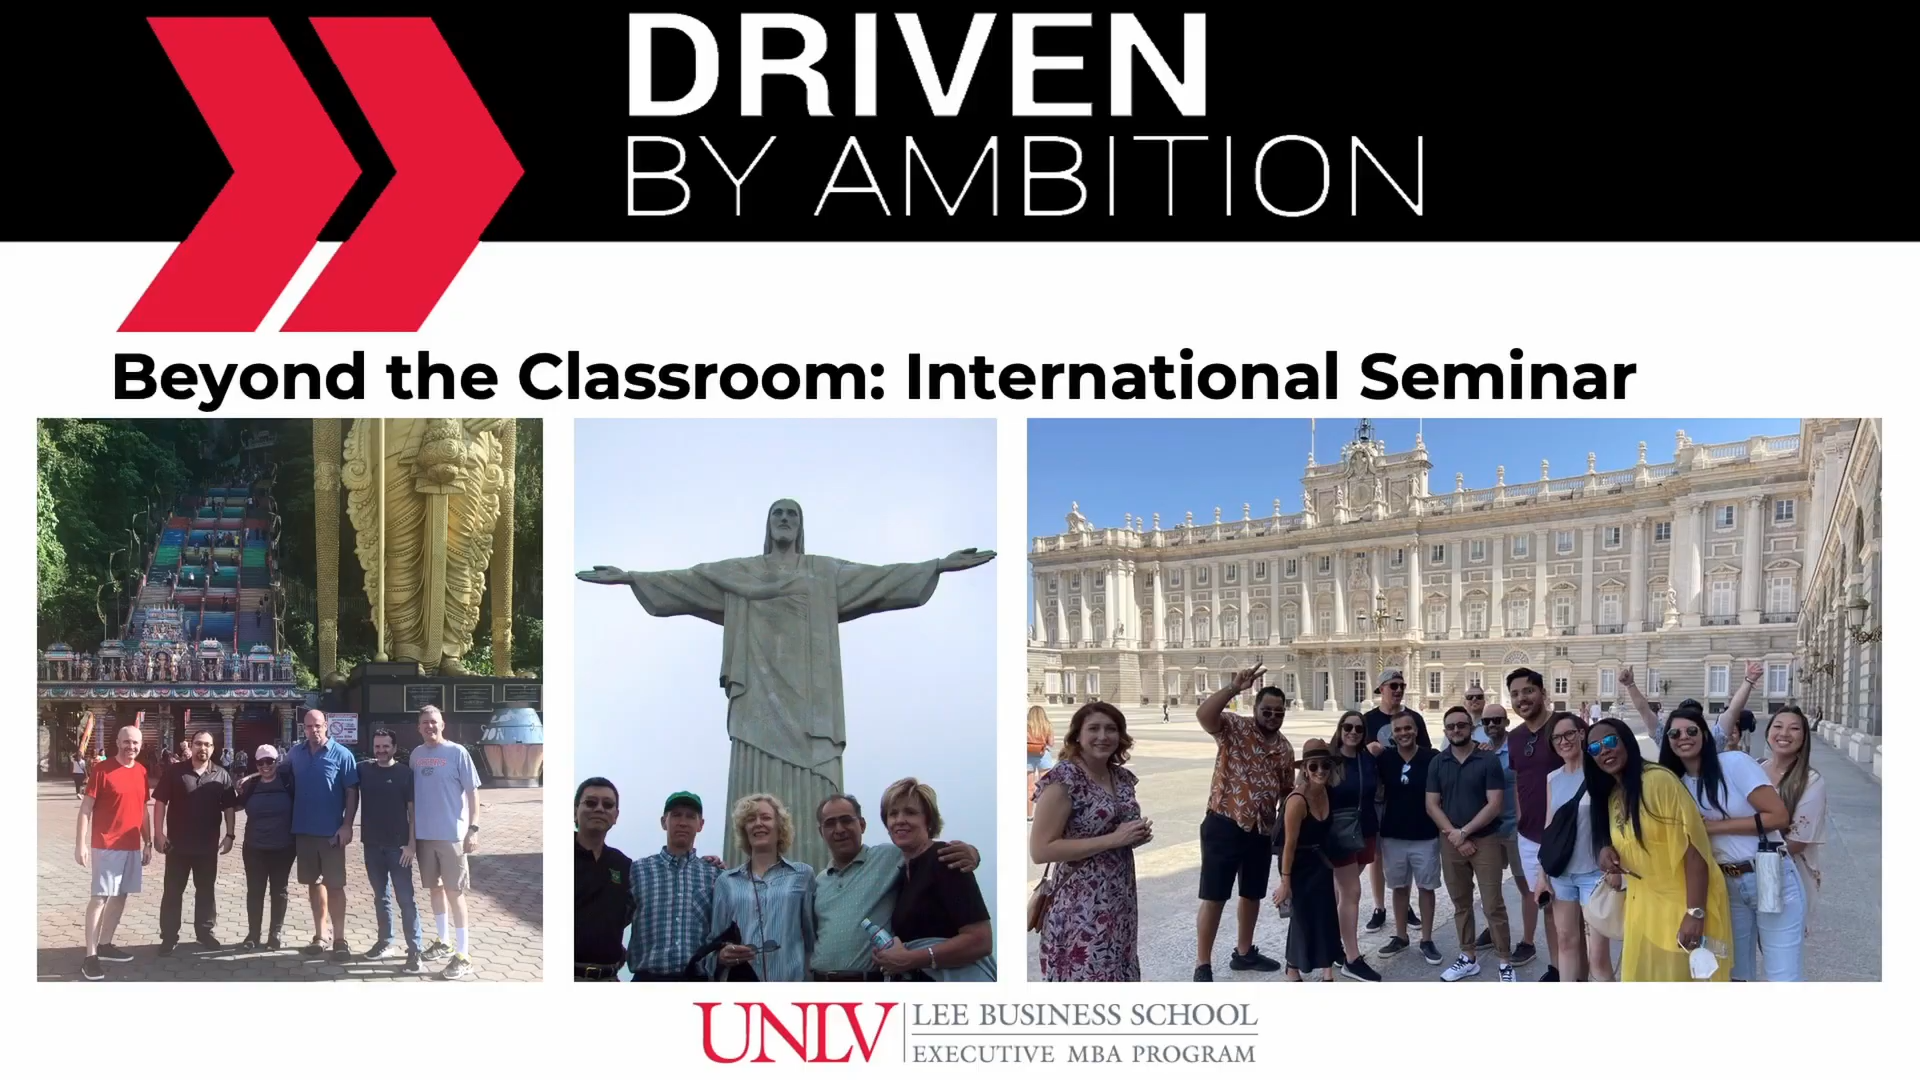 DRIVEN
BY AMBITION
Beyond the Classroom: International Seminar
UNLV
LEE BUSINESS SCHOOL
EXECUTIVE MBA PROGRAM